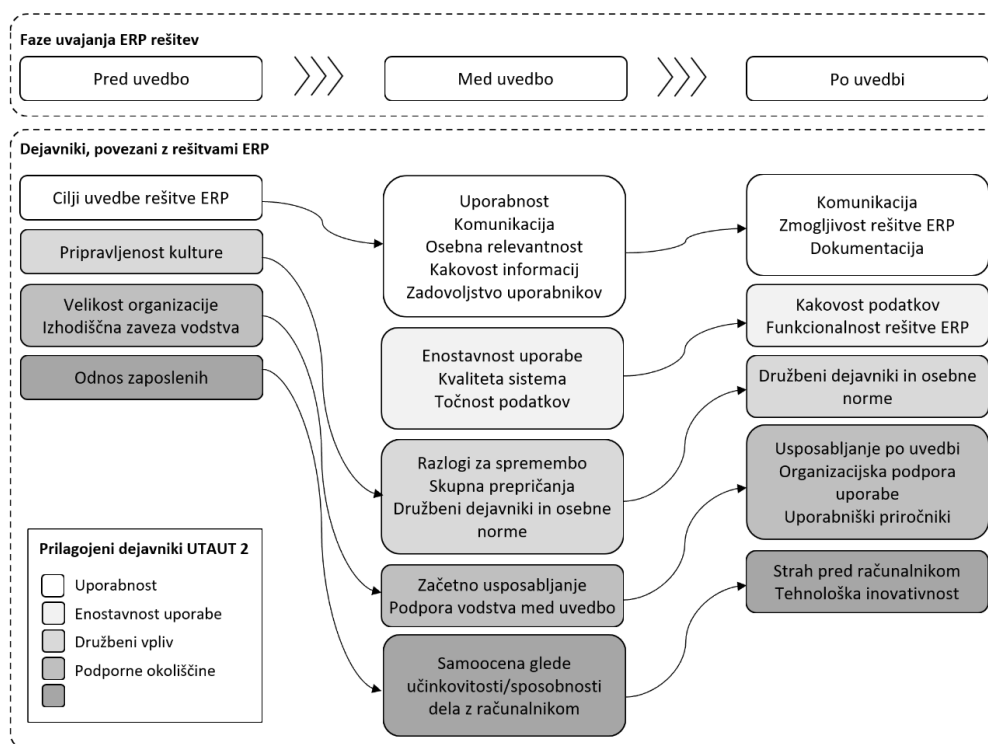 Faze uvajanja ERP rešitev
Pred uvedbo
Med uvedbo
Po uvedbi
Dejavniki, povezani z rešitvami ERP
Cilji uvedbe rešitve ERP
Pripravljenost kulture
Velikost organizacije
Izhodiščna zaveza vodstva
Odnos zaposlenih
Uporabnost
Komunikacija
Osebna relevantnost
Kakovost informacij
Zadovoljstvo uporabnikov
Enostavnost uporabe
Kvaliteta sistema
Točnost podatkov
Razlogi za spremembo
Skupna prepričanja
Družbeni dejavniki in osebne
norme
Začetno usposabljanje
Podpora vodstva med uvedbo
Samoocena glede
učinkovitosti/sposobnosti
dela z računalnikom
Komunikacija
Zmogljivost rešitve ERP
Dokumentacija
Kakovost podatkov
Funkcionalnost rešitve ERP
Družbeni dejavniki in osebne
norme
Usposabljanje po uvedbi
Organizacijska podpora
uporabe
Uporabniški priročniki
Strah pred računalnikom
Tehnološka inovativnost
Prilagojeni dejavniki UTAUT 2
Uporabnost
Enostavnost uporabe
Družbeni vpliv
Podporne okoliščine